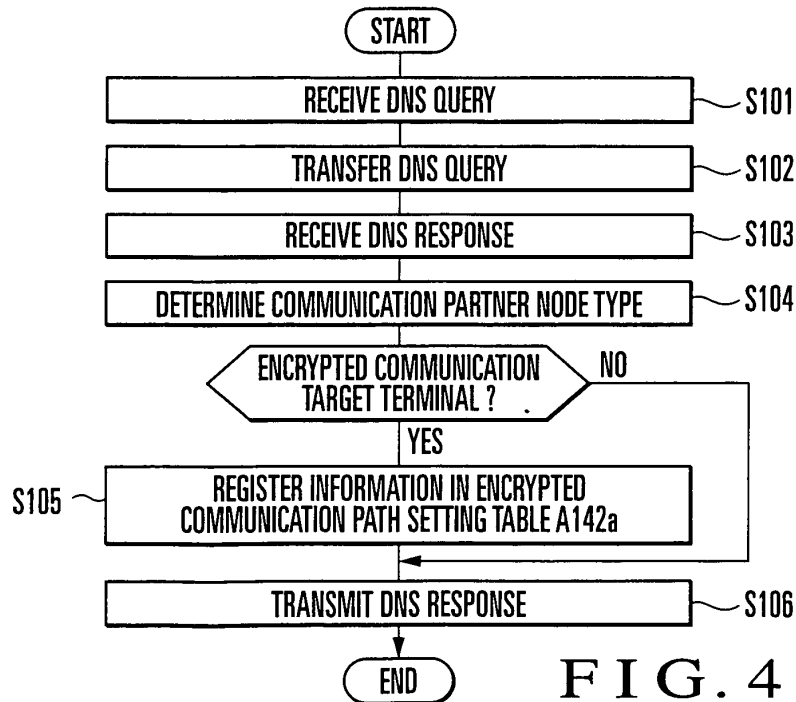 START
RECEIVE DNS QUERY
S101
TRANSFER DNS QUERY
S102
RECEIVE DNS RESPONSE
S103
DETERMINE COMMUNICATION PARTNER NODE TYPE
S104
ENCRYPTED COMMUNICATION
TARGET TERMINAL ?
NO
YES
S105
REGISTER INFORMATION IN ENCRYPTED
COMMUNICATION PATH SETTING TABLE A142a
TRANSMIT DNS RESPONSE
S106
END
FIG. 4